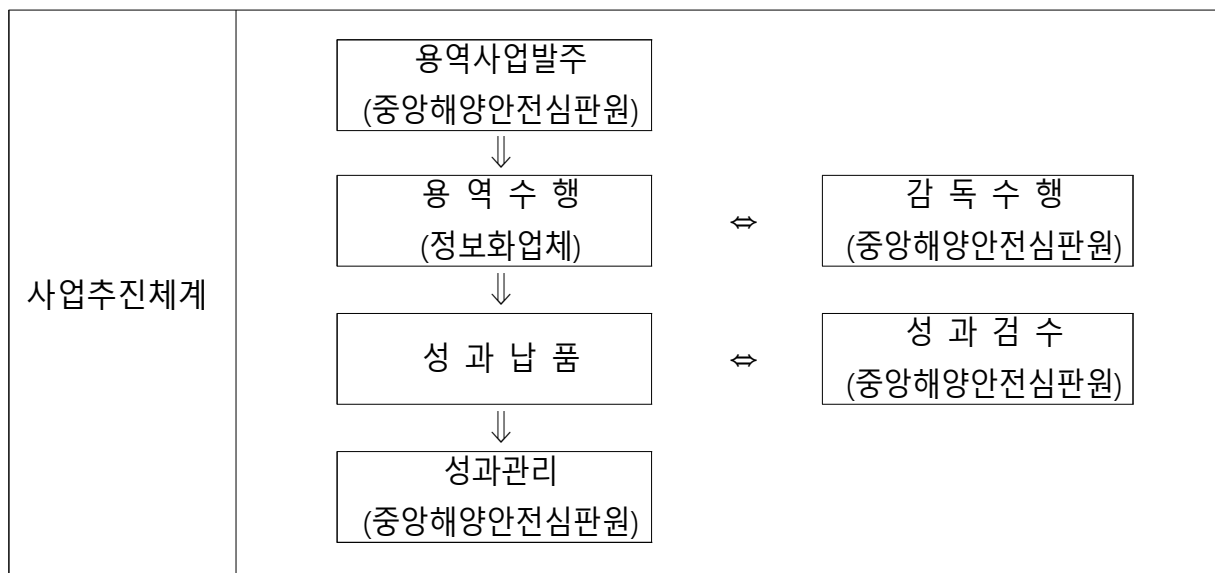 사업추진체계
용역사업발주
(중앙해양안전심판원)
⇓
용 역 수 행
(정보화업체)
⇔
감 독 수 행
(중앙해양안전심판원)
⇓
성 과 납 품
⇔
성 과 검 수
(중앙해양안전심판원)
⇓
성과관리
(중앙해양안전심판원)